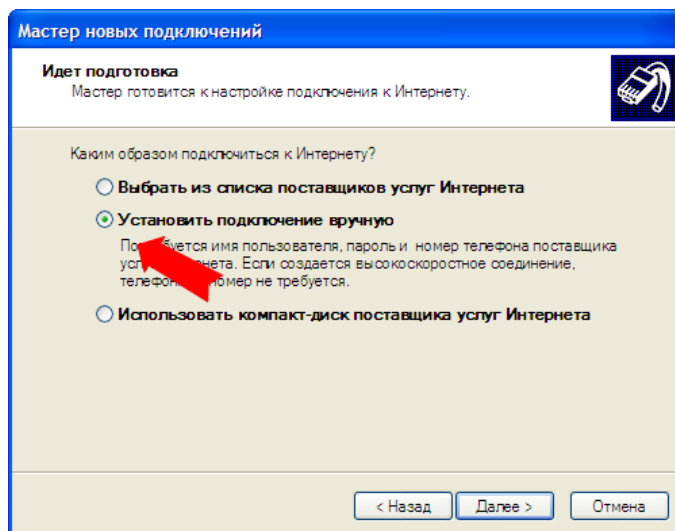 Мастер новых подключений
Идет подготовка
Мастер готовится к настройке подключения к Интернету.
Каким образом подключиться к Интернету?
Выбрать из списка поставщиков услуг Интернета
Установить подключение вручную
имя пользователя, пароль и номер телефона поставщика
Если создается высокоскоростное соединение,
номер не требуется.
Использовать компакт-диск поставщика услуг Интернета
< Назад
Далее >
Отмена